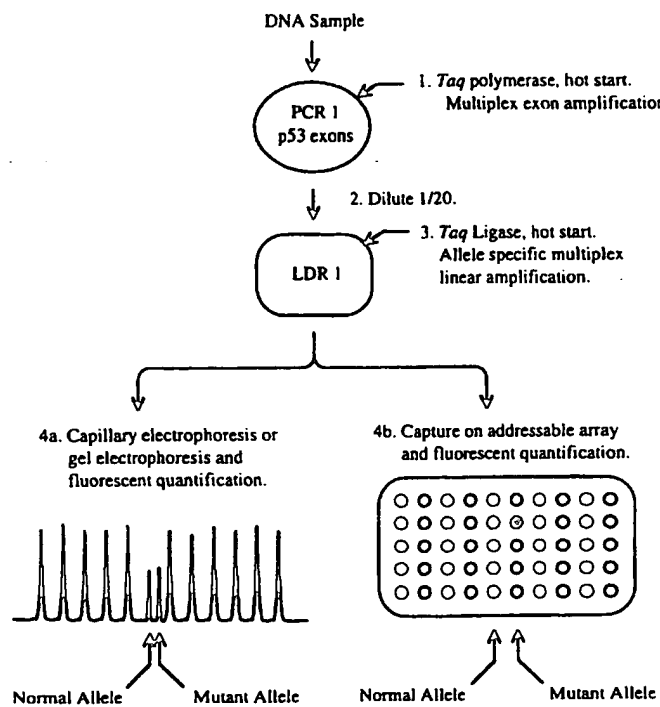 DNA Sample
1. Taq polymerase, hot start.
Multiplex exon amplification
PCR 1
p53 exons
2. Dilute 1/20.
3. Taq Ligase, hot start.
Allele specific multiplex
linear amplification.
LDR 1
4a. Capillary electrophoresis or
gel electrophoresis and
fluorescent quantification.
4b. Capture on addressable array
and fluorescent quantification.
Normal Allele
Mutant Allele
Normal Allele
Mutant Allele